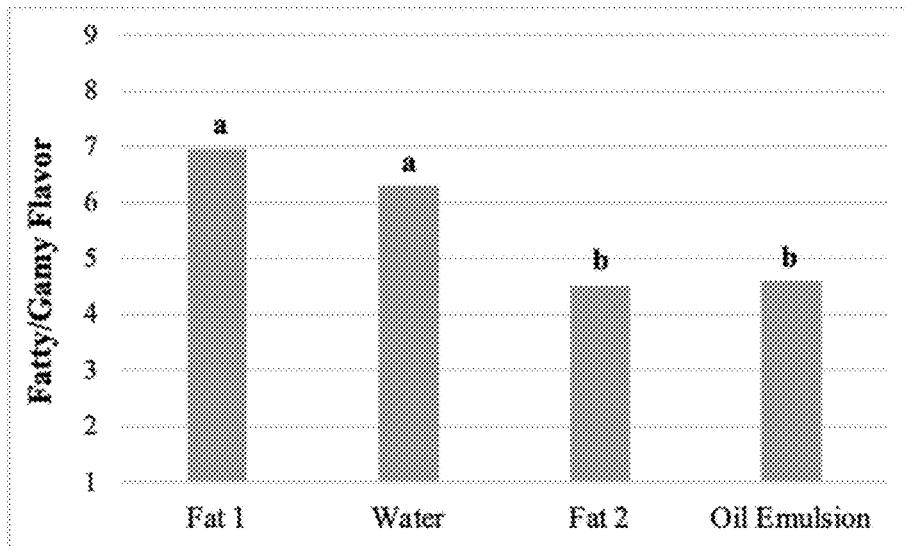 Fatty/Gamy Flavor
9
8
7
6
5
4
3
2
1
a
a
b
b
Fat 1
Water
Fat 2
Oil Emulsion